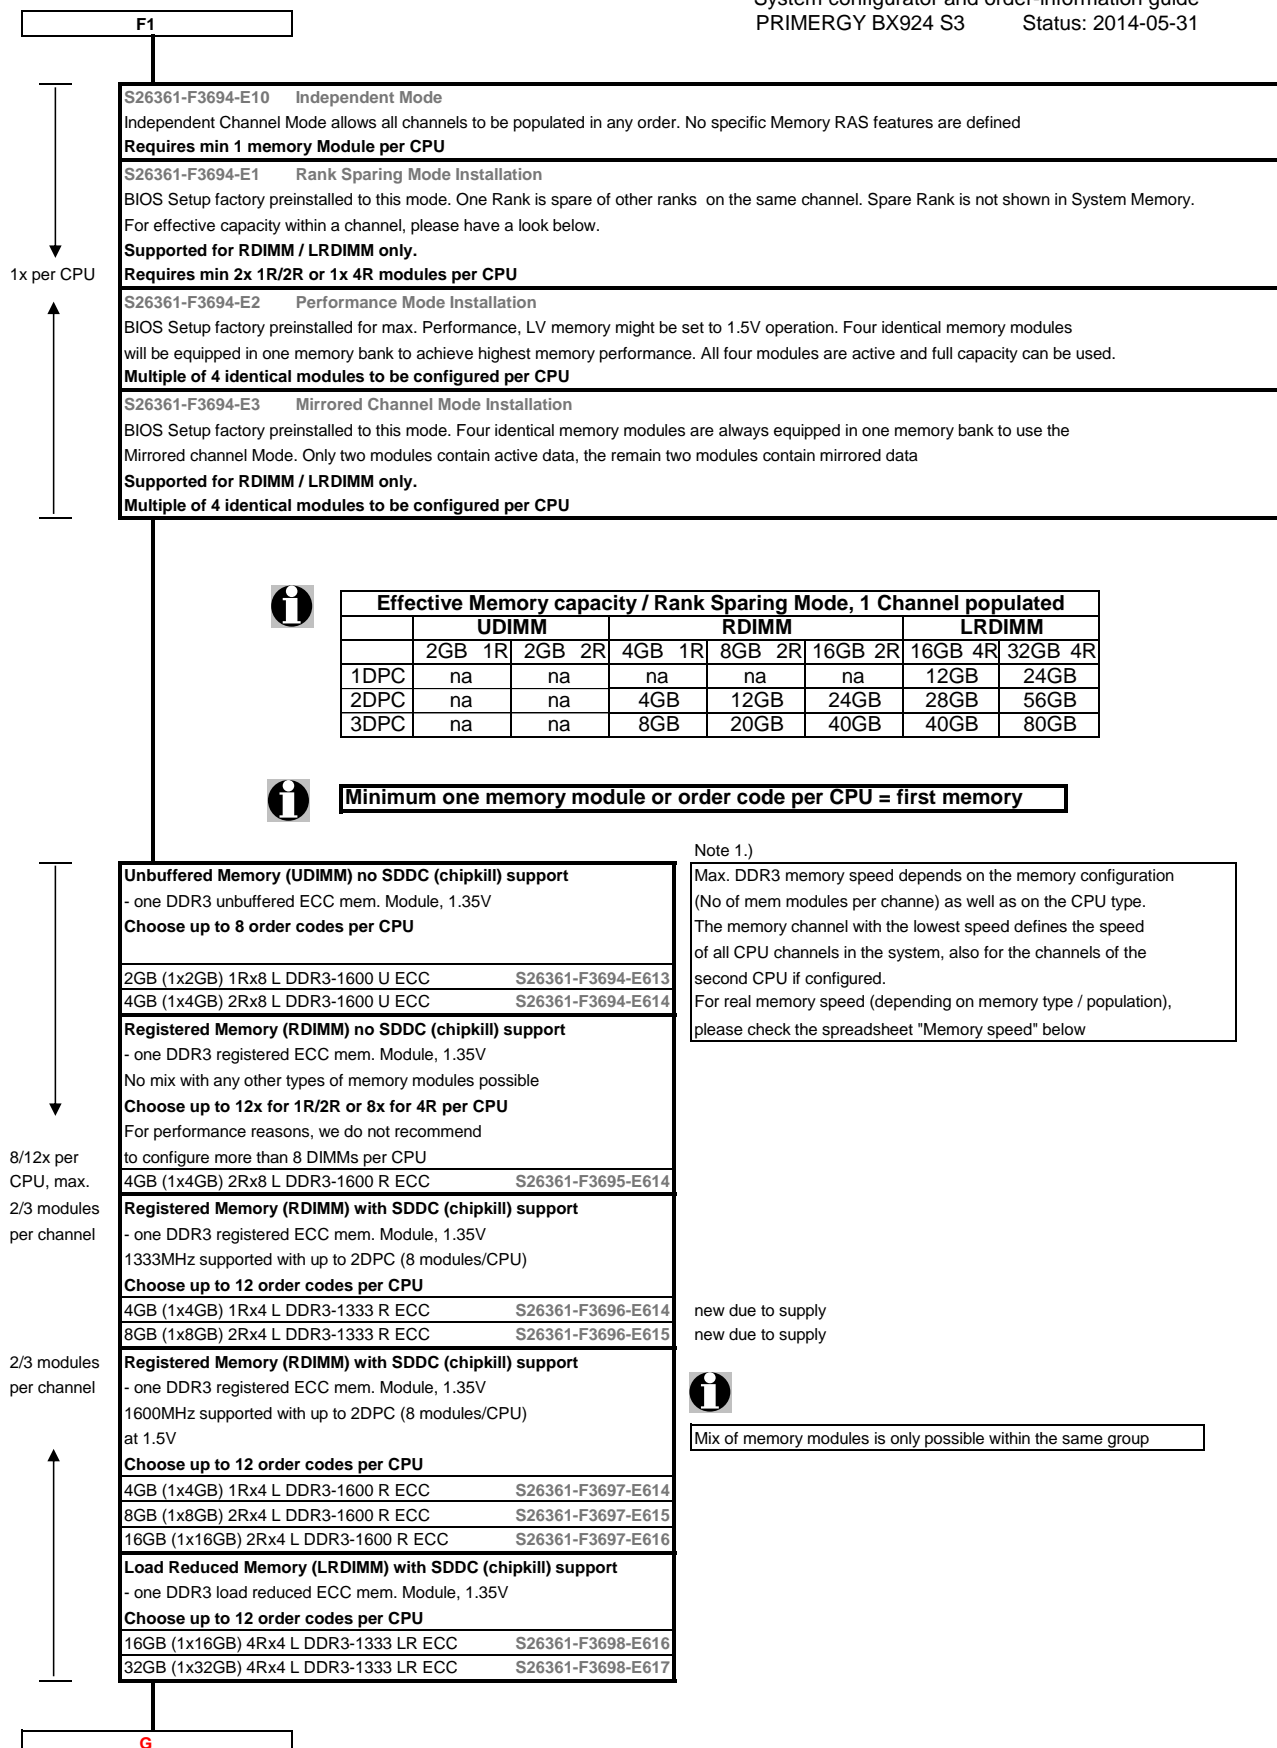 System configurator and order-information guide
PRIMERGY BX924 S3 Status: 2014-05-31
F1
S26361-F3694-E10 Independent Mode
Independent Channel Mode allows all channels to be populated in any order. No specific Memory RAS features are defined
Requires min 1 memory Module per CPU
S26361-F3694-E1 Rank Sparing Mode Installation
BIOS Setup factory preinstalled to this mode. One Rank is spare of other ranks on the same channel. Spare Rank is not shown in System Memory.
For effective capacity within a channel, please have a look below.
Supported for RDIMM / LRDIMM only.
1x per CPU
Requires min 2x 1R/2R or 1x 4R modules per CPU
S26361-F3694-E2 Performance Mode Installation
BIOS Setup factory preinstalled for max. Performance, LV memory might be set to 1.5V operation. Four identical memory modules
will be equipped in one memory bank to achieve highest memory performance. All four modules are active and full capacity can be used.
Multiple of 4 identical modules to be configured per CPU
S26361-F3694-E3 Mirrored Channel Mode Installation
BIOS Setup factory preinstalled to this mode. Four identical memory modules are always equipped in one memory bank to use the
Mirrored channel Mode. Only two modules contain active data, the remain two modules contain mirrored data
Supported for RDIMM / LRDIMM only.
Multiple of 4 identical modules to be configured per CPU
Effective Memory capacity / Rank Sparing Mode, 1 Channel populated
UDIMM RDIMM LRDIMM
2GB 1R 2GB 2R 4GB 1R 8GB 2R 16GB 2R 16GB 4R 32GB 4R
1DPC na na na na na 12GB 24GB
2DPC na na 4GB 12GB 24GB 28GB 56GB
3DPC na na 8GB 20GB 40GB 40GB 80GB
Minimum one memory module or order code per CPU = first memory
Note 1.)
Max. DDR3 memory speed depends on the memory configuration
(No of mem modules per channe) as well as on the CPU type.
The memory channel with the lowest speed defines the speed
of all CPU channels in the system, also for the channels of the
second CPU if configured.
For real memory speed (depending on memory type / population),
please check the spreadsheet "Memory speed" below
Unbuffered Memory (UDIMM) no SDDC (chipkill) support
- one DDR3 unbuffered ECC mem. Module, 1.35V
Choose up to 8 order codes per CPU
2GB (1x2GB) 1Rx8 L DDR3-1600 U ECC S26361-F3694-E613
4GB (1x4GB) 2Rx8 L DDR3-1600 U ECC S26361-F3694-E614
Registered Memory (RDIMM) no SDDC (chipkill) support
- one DDR3 registered ECC mem. Module, 1.35V
No mix with any other types of memory modules possible
Choose up to 12x for 1R/2R or 8x for 4R per CPU
For performance reasons, we do not recommend
8/12x per
to configure more than 8 DIMMs per CPU
CPU, max.
4GB (1x4GB) 2Rx8 L DDR3-1600 R ECC S26361-F3695-E614
2/3 modules
Registered Memory (RDIMM) with SDDC (chipkill) support
per channel
- one DDR3 registered ECC mem. Module, 1.35V
1333MHz supported with up to 2DPC (8 modules/CPU)
Choose up to 12 order codes per CPU
4GB (1x4GB) 1Rx4 L DDR3-1333 R ECC S26361-F3696-E614 new due to supply
8GB (1x8GB) 2Rx4 L DDR3-1333 R ECC S26361-F3696-E615 new due to supply
2/3 modules
Registered Memory (RDIMM) with SDDC (chipkill) support
per channel
- one DDR3 registered ECC mem. Module, 1.35V
1600MHz supported with up to 2DPC (8 modules/CPU)
at 1.5V
Mix of memory modules is only possible within the same group
Choose up to 12 order codes per CPU
4GB (1x4GB) 1Rx4 L DDR3-1600 R ECC S26361-F3697-E614
8GB (1x8GB) 2Rx4 L DDR3-1600 R ECC S26361-F3697-E615
16GB (1x16GB) 2Rx4 L DDR3-1600 R ECC S26361-F3697-E616
Load Reduced Memory (LRDIMM) with SDDC (chipkill) support
- one DDR3 load reduced ECC mem. Module, 1.35V
Choose up to 12 order codes per CPU
16GB (1x16GB) 4Rx4 L DDR3-1333 LR ECC S26361-F3698-E616
32GB (1x32GB) 4Rx4 L DDR3-1333 LR ECC S26361-F3698-E617
G